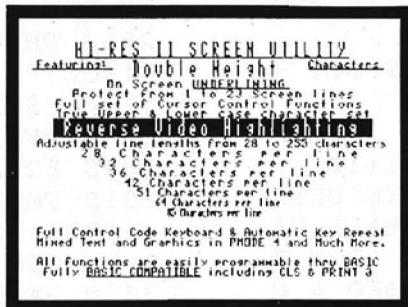 HI-RES II SCREEN UTILITY
Featuring: Double Height Characters
On Screen UNDERLINING
Protect from 1 to 23 Screen lines
Full set of Cursor Control Functions
True Upper & Lower case character set
Reverse Video Highlighting
Adjustable line lengths from 28 to 255 characters
28 Characters per line
32 Characters per line
36 Characters per line
42 Characters per line
51 Characters per line
64 Characters per line
85 Characters per line
Full Control Code Keyboard & Automatic Key Repeat
Mixed Text and Graphics in PMODE 4 and Much More.
All functions are easily programmable thru BASIC
Fully BASIC COMPATIBLE including CLS & PRINT @